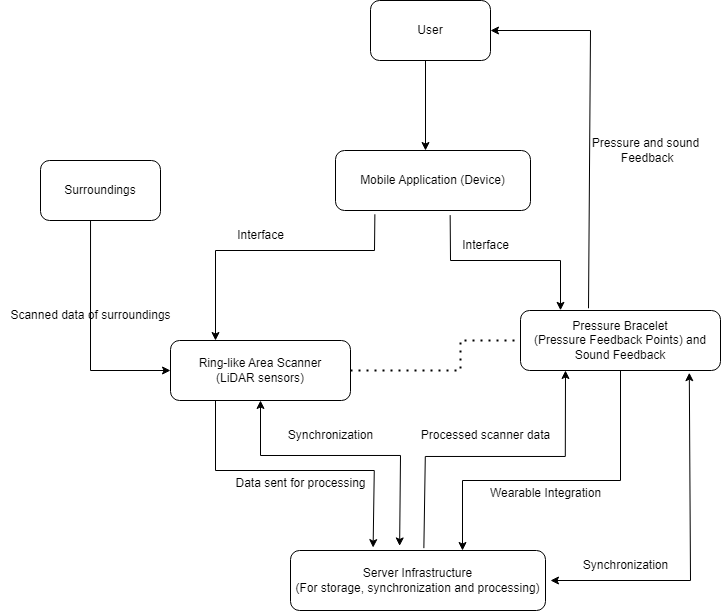 User
Pressure and sound
Feedback
Mobile Application (Device)
Surroundings
Interface
Interface
Scanned data of surroundings
Pressure Bracelet
(Pressure Feedback Points) and
Sound Feedback
Ring-like Area Scanner
(LiDAR sensors)
Synchronization
Processed scanner data
Data sent for processing
Wearable Integration
Synchronization
Server Infrastructure
(For storage, synchronization and processing)